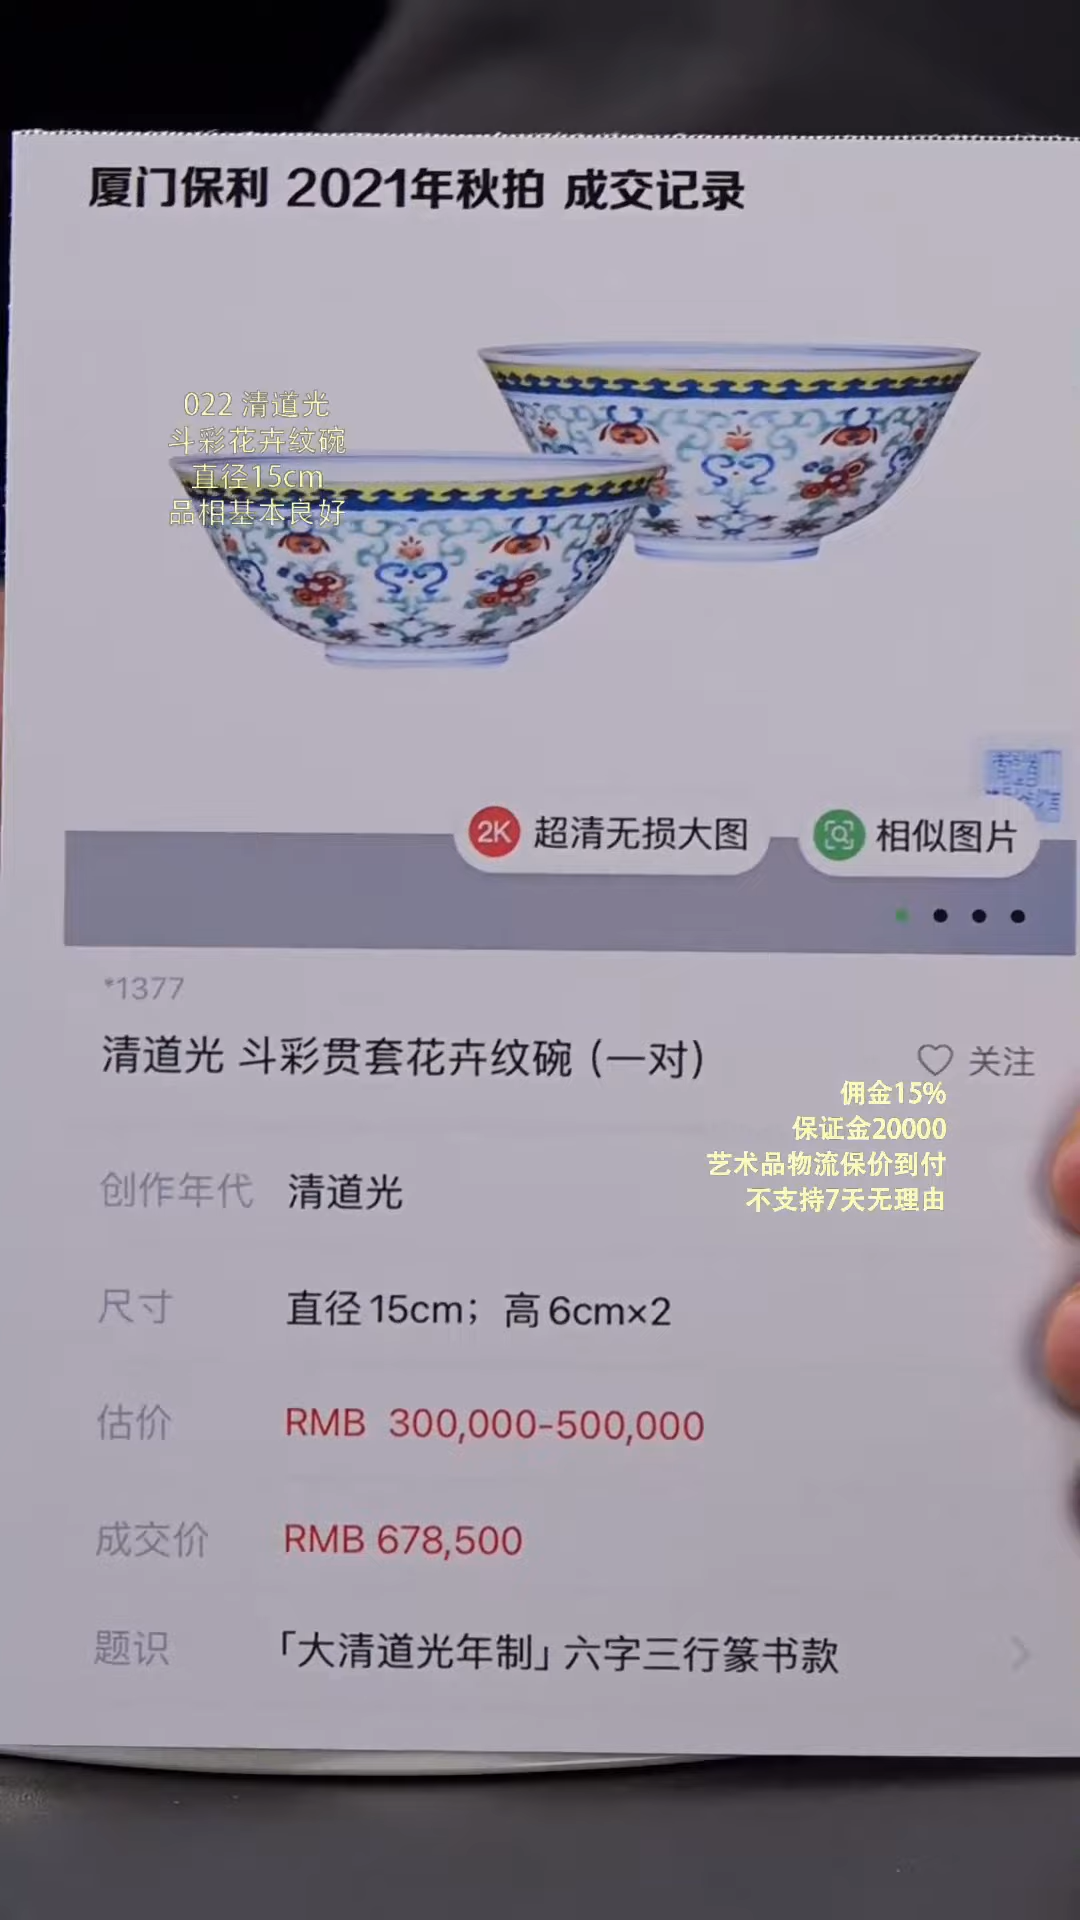 厦门保利 2021年秋拍 成交记录
022 清道光
斗彩花卉纹碗
直径15cm
品相基本良好
2K 超清无损大图
相似图片
*1377
清道光 斗彩贯套花卉纹碗 (一对)
关注
佣金15%
保证金20000
艺术品物流保价到付
不支持7天无理由
创作年代 清道光
尺寸 直径15cm；高6cm×2
估价 RMB 300,000-500,000
成交价 RMB 678,500
题识 「大清道光年制」六字三行篆书款